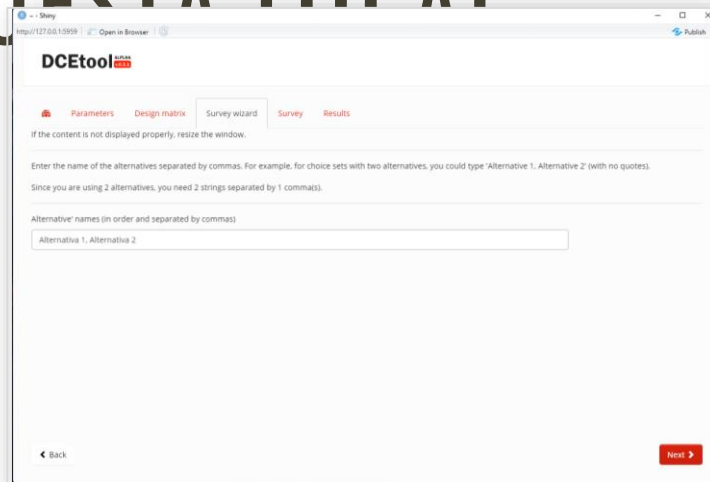 ~ - Shiny
http://127.0.0.1:5959 Open in Browser
Publish
DCEtool
Parameters Design matrix Survey wizard Survey Results
If the content is not displayed properly, resize the window.
Enter the name of the alternatives separated by commas. For example, for choice sets with two alternatives, you could type 'Alternative 1, Alternative 2' (with no quotes).
Since you are using 2 alternatives, you need 2 strings separated by 1 comma(s).
Alternative' names (in order and separated by commas)
Alternativa 1, Alternativa 2
Back
Next